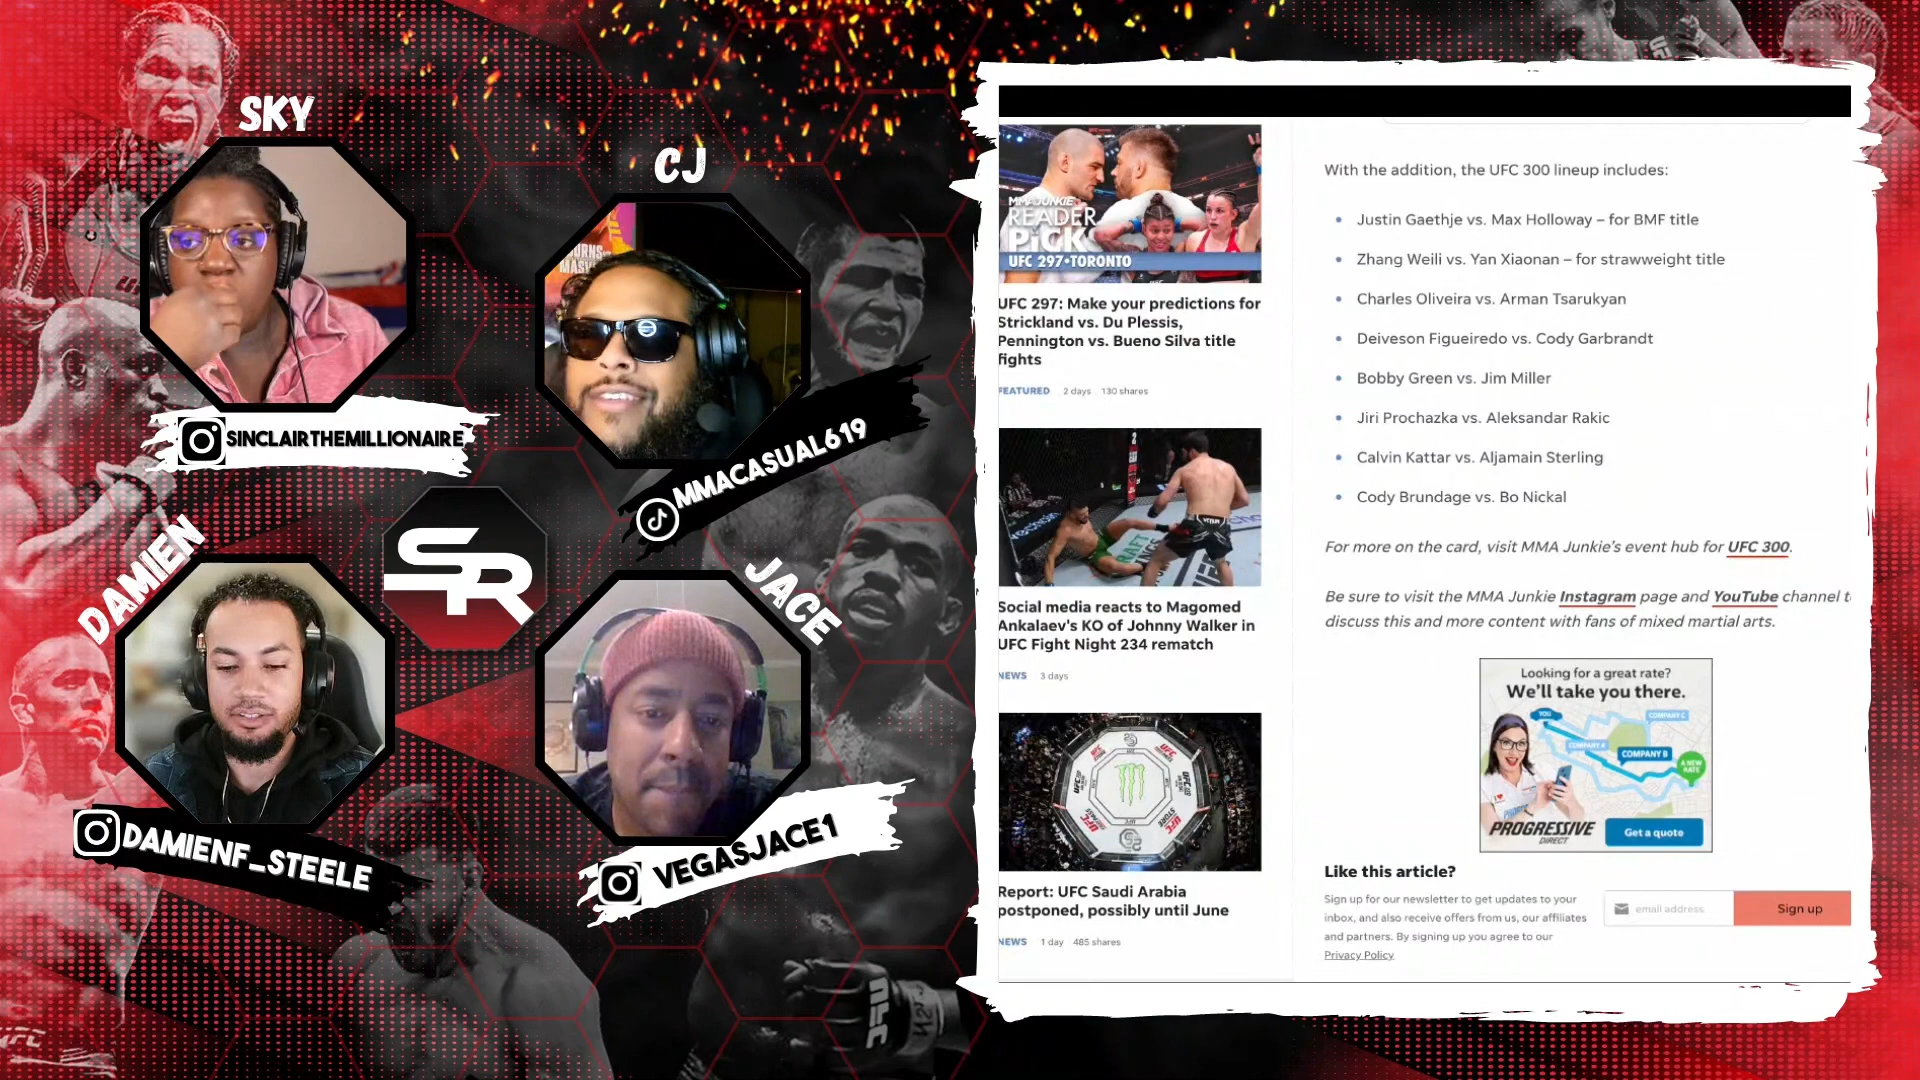 SKY
SINCLAIRTHEMILLIONAIRE
CJ
MMACASUAL619
DAMIEN
DAMIENF_STEELE
SR
JACE
VEGASJACE1
MMAJUNKIE
READER
PiCK
UFC 297•TORONTO
UFC 297: Make your predictions for
Strickland vs. Du Plessis,
Pennington vs. Bueno Silva title
fights
FEATURED 2 days 130 shares
Social media reacts to Magomed
Ankalaev's KO of Johnny Walker in
UFC Fight Night 234 rematch
NEWS 3 days
Report: UFC Saudi Arabia
postponed, possibly until June
NEWS 1 day 485 shares
With the addition, the UFC 300 lineup includes:
• Justin Gaethje vs. Max Holloway – for BMF title
• Zhang Weili vs. Yan Xiaonan – for strawweight title
• Charles Oliveira vs. Arman Tsarukyan
• Deiveson Figueiredo vs. Cody Garbrandt
• Bobby Green vs. Jim Miller
• Jiri Prochazka vs. Aleksandar Rakic
• Calvin Kattar vs. Aljamain Sterling
• Cody Brundage vs. Bo Nickal
For more on the card, visit MMA Junkie's event hub for UFC 300.
Be sure to visit the MMA Junkie Instagram page and YouTube channel t
discuss this and more content with fans of mixed martial arts.
Looking for a great rate?
We'll take you there.
YOU
COMPANY C
COMPANY A
COMPANY B
A NEW
RATE
PROGRESSIVE
DIRECT
Get a quote
Like this article?
Sign up for our newsletter to get updates to your
inbox, and also receive offers from us, our affiliates
and partners. By signing up you agree to our
Privacy Policy
email address
Sign up